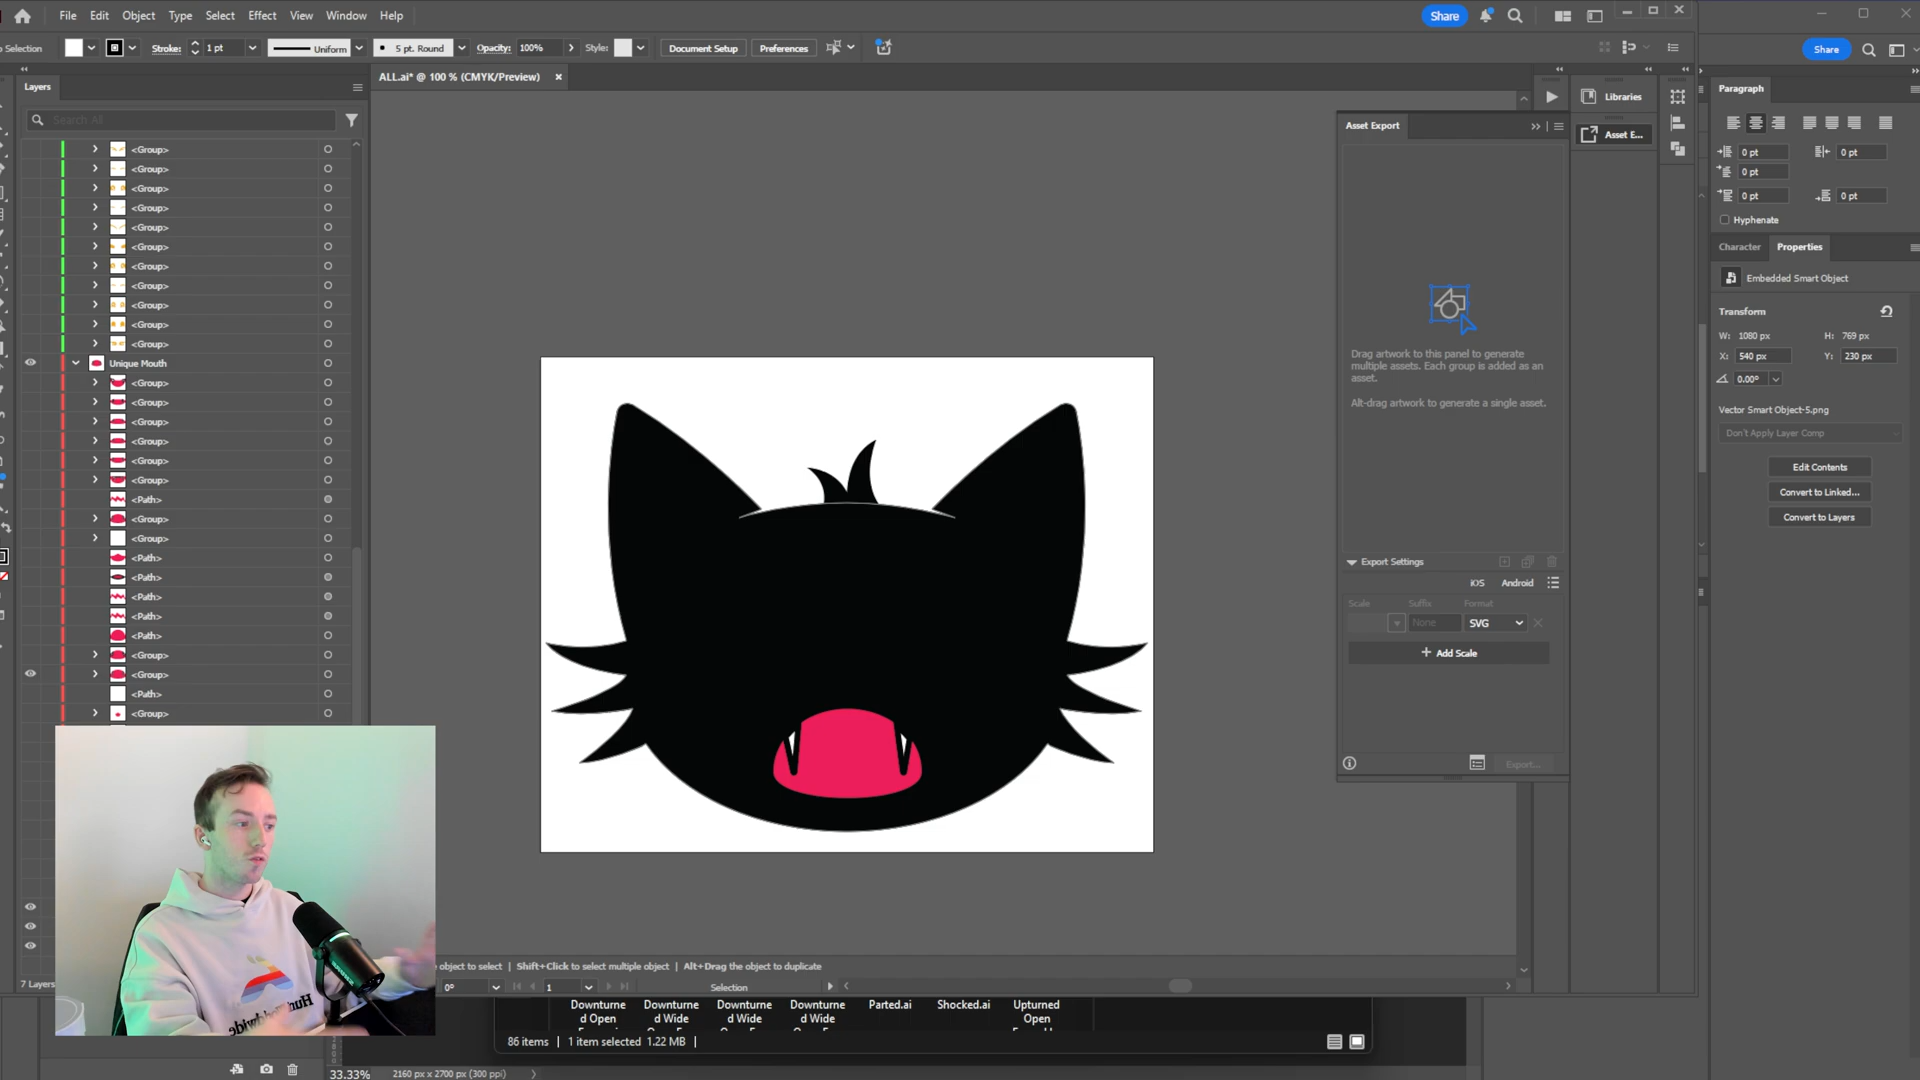 File Edit Object Type Select Effect View Window Help
Share
Share
Selection
Stroke: 1 pt Uniform 5 pt. Round Opacity: 100% Style: Document Setup Preferences
Layers
ALL.ai* @ 100 % (CMYK/Preview)
Search All
<Group>
<Group>
<Group>
<Group>
<Group>
<Group>
<Group>
<Group>
<Group>
<Group>
<Group>
Unique Mouth
<Group>
<Group>
<Group>
<Group>
<Group>
<Group>
<Path>
<Group>
<Group>
<Path>
<Path>
<Path>
<Path>
<Path>
<Group>
<Group>
<Path>
<Group>
7 Layers
Asset Export
Drag artwork to this panel to generate
multiple assets. Each group is added as an
asset.
Alt-drag artwork to generate a single asset.
Export Settings
iOS Android
Scale Suffix Format
None SVG
+ Add Scale
Export...
Libraries
Asset E...
Paragraph
0 pt 0 pt
0 pt
0 pt 0 pt
Hyphenate
Character Properties
Embedded Smart Object
Transform
W: 1080 px H: 769 px
X: 540 px Y: 230 px
0.00°
Vector Smart Object-5.png
Don't Apply Layer Comp
Edit Contents
Convert to Linked...
Convert to Layers
object to select | Shift+Click to select multiple object | Alt+Drag the object to duplicate
0° 1 Selection
Downturne Downturne Downturne Downturne Parted.ai Shocked.ai Upturned
d Open d Wide d Wide d Wide Open
86 items | 1 item selected 1.22 MB |
33.33% 2160 px x 2700 px (300 ppi)